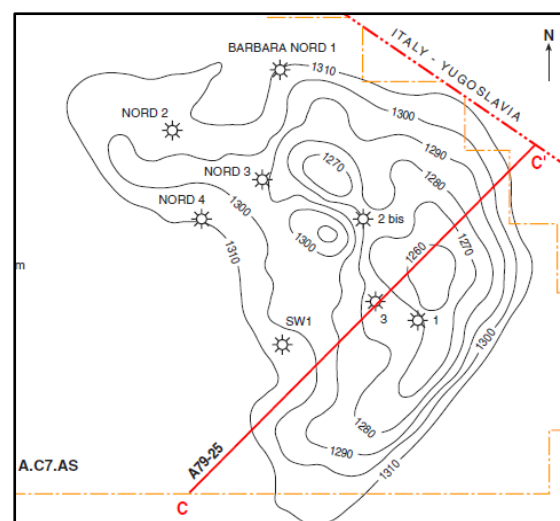 BARBARA NORD 1
ITALY - YUGOSLAVIA
N
1310
1300
NORD 2
1290
C'
NORD 3
1270
1280
NORD 4
1300
2 bis
1270
1310
1300
1260
m
3
1
SW1
1300
1280
1290
1310
A.C7.AS
A79-25
C